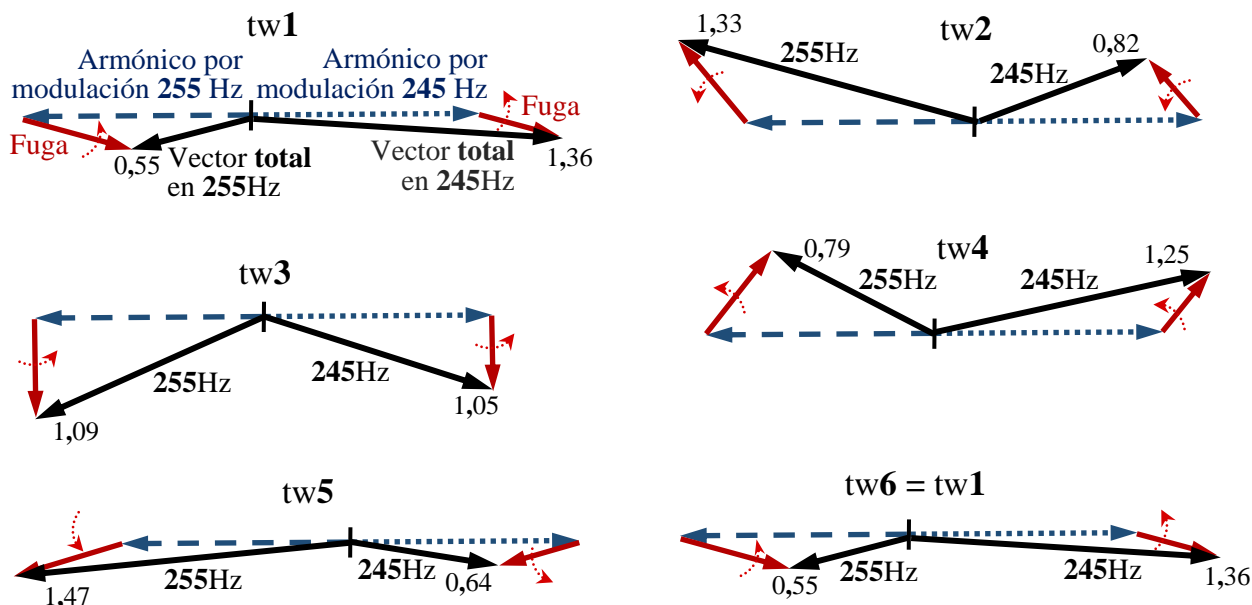 tw1
Armónico por
modulación 255 Hz
Armónico por
modulación 245 Hz
Fuga
Fuga
0,55
Vector total
en 255Hz
Vector total
en 245Hz
1,36
tw2
1,33
255Hz
245Hz
0,82
tw3
255Hz
245Hz
1,09
1,05
tw4
0,79
255Hz
245Hz
1,25
tw5
1,47
255Hz
245Hz
0,64
tw6 = tw1
0,55
255Hz
245Hz
1,36